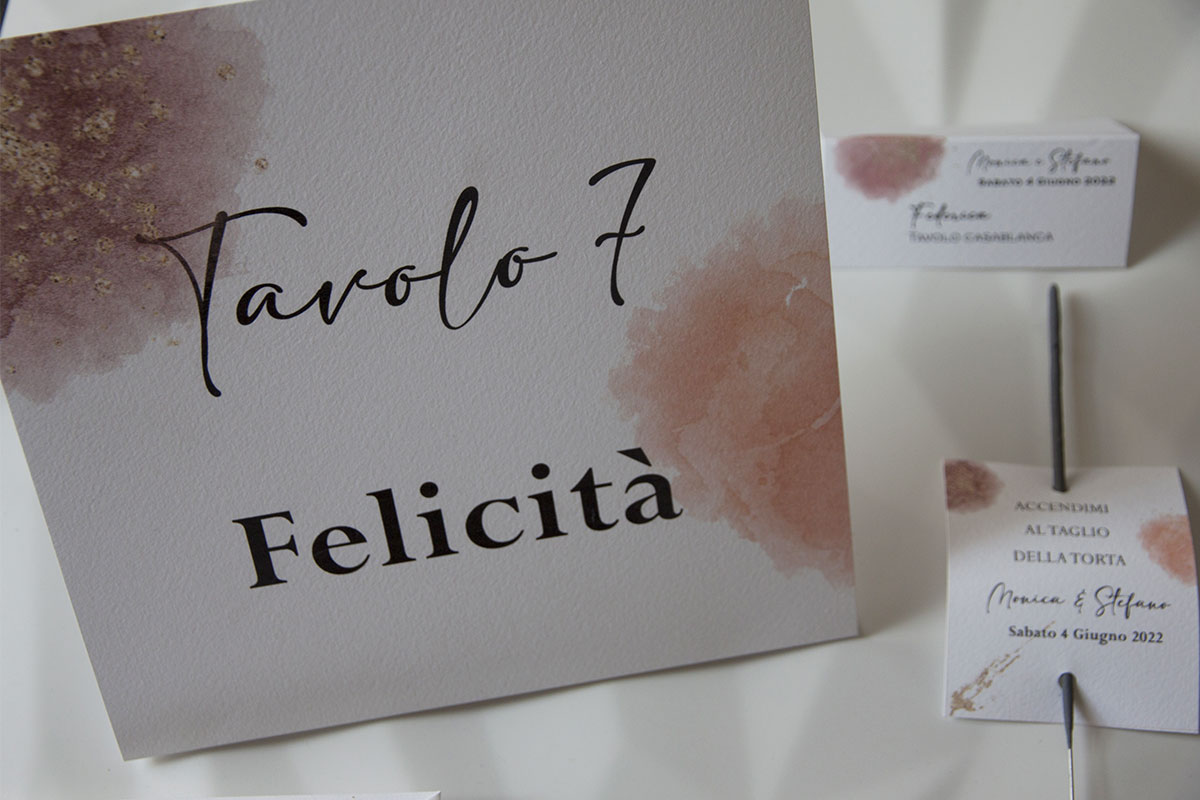 Tavolo 7
Felicità
Monica e Stefano
SABATO 4 GIUGNO 2022
Federica
TAVOLO CASABLANCA
ACCENDIMI
AL TAGLIO
DELLA TORTA
Monica & Stefano
Sabato 4 Giugno 2022